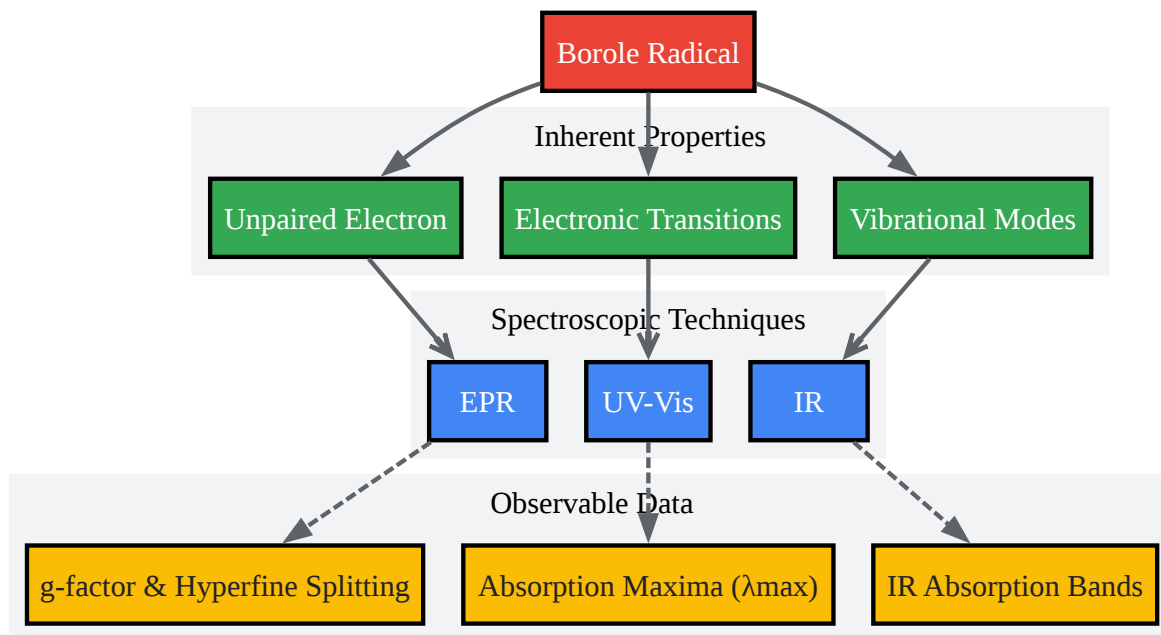 Borole Radical
Inherent Properties
Unpaired Electron
Electronic Transitions
Vibrational Modes
Spectroscopic Techniques
EPR
UV-Vis
IR
Observable Data
g-factor & Hyperfine Splitting
Absorption Maxima (λmax)
IR Absorption Bands